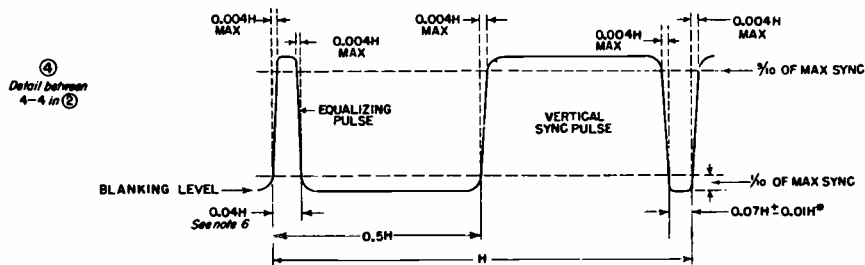 0.004H
MAX
0.004H
MAX
0.004H
MAX
0.004H
MAX
0.004H
MAX
④
Detail between
4-4 in ②
9/10 OF MAX SYNC
EQUALIZING
PULSE
VERTICAL
SYNC PULSE
BLANKING LEVEL
1/10 OF MAX SYNC
0.04H
See note 6
0.07H ± 0.01H*
0.5H
H